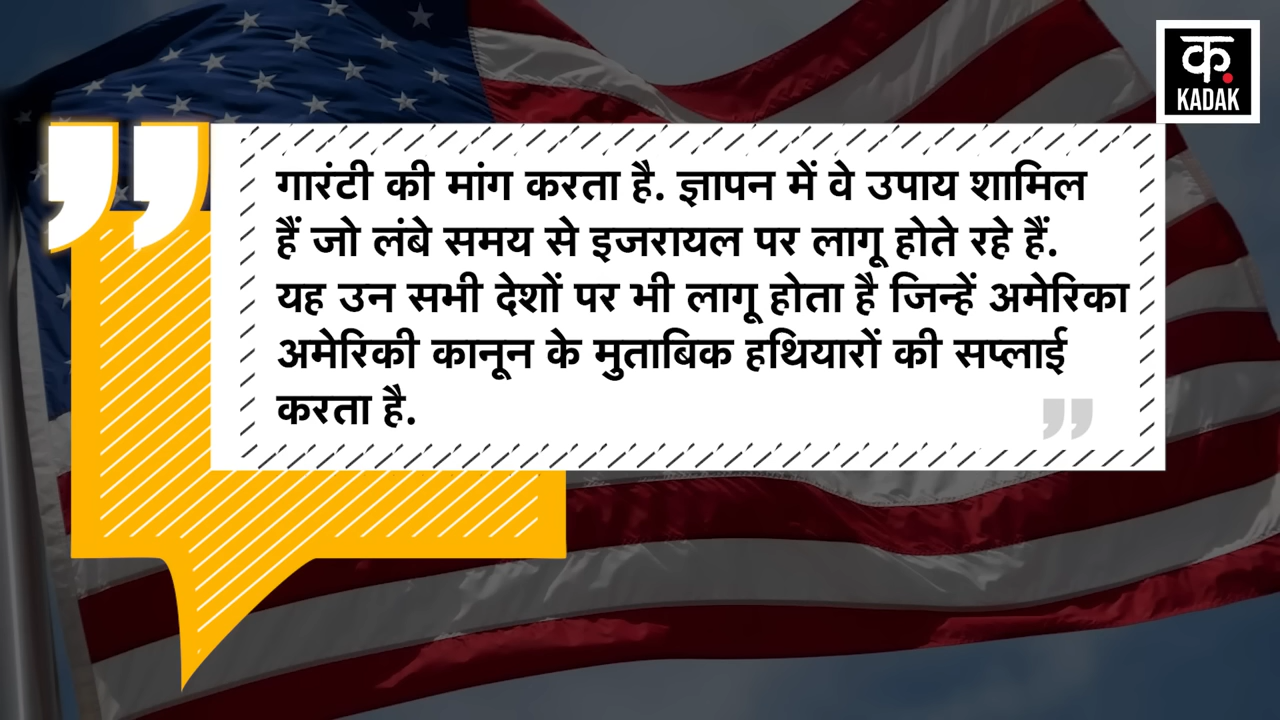 क.
KADAK
गारंटी की मांग करता है. ज्ञापन में वे उपाय शामिल
हैं जो लंबे समय से इजरायल पर लागू होते रहे हैं.
यह उन सभी देशों पर भी लागू होता है जिन्हें अमेरिका
अमेरिकी कानून के मुताबिक हथियारों की सप्लाई
करता है.